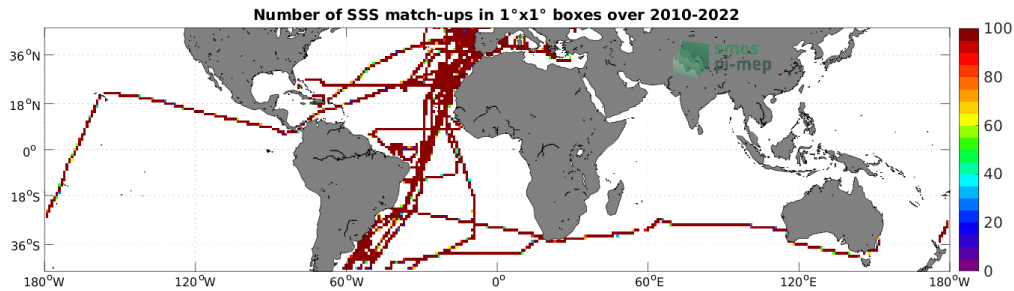 Number of SSS match-ups in 1°x1° boxes over 2010-2022
36°N
18°N
0°
18°S
36°S
180°W
120°W
60°W
0°
60°E
120°E
180°W
smos
pi-mep
100
80
60
40
20
0